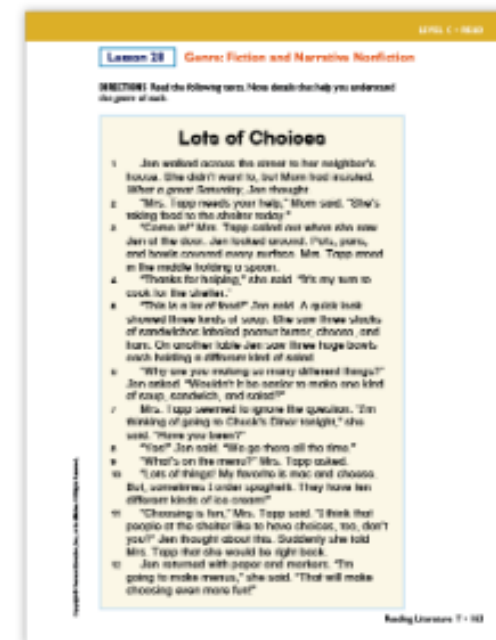 LEVEL C • READ
Lesson 28 Genre: Fiction and Narrative Nonfiction
DIRECTIONS Read the following texts. Note details that help you understand
the genre of each.
Lots of Choices
1 Jen walked across the street to her neighbor's
house. She didn't want to, but Mom had insisted.
What a great Saturday, Jen thought.
2 "Mrs. Tapp needs your help," Mom said. "She's
taking food to the shelter today."
3 "Come in!" Mrs. Tapp called out when she saw
Jen at the door. Jen looked around. Pots, pans,
and bowls covered every surface. Mrs. Tapp stood
in the middle holding a spoon.
4 "Thanks for helping," she said. "It's my turn to
cook for the shelter."
5 "This is a lot of food!" Jen said. A quick look
showed three kinds of soup. She saw three stacks
of sandwiches labeled peanut butter, cheese, and
ham. On another table Jen saw three huge bowls
each holding a different kind of salad.
6 "Why are you making so many different things?"
Jen asked. "Wouldn't it be easier to make one kind
of soup, sandwich, and salad?"
7 Mrs. Tapp seemed to ignore the question. "I'm
thinking of going to Chuck's Diner tonight," she
said. "Have you been?"
8 "Yes!" Jen said. "We go there all the time."
9 "What's on the menu?" Mrs. Tapp asked.
10 "Lots of things! My favorite is mac and cheese.
But, sometimes I order spaghetti. They have ten
different kinds of ice cream!"
11 "Choosing is fun," Mrs. Tapp said. "I think that
people at the shelter like to have choices, too, don't
you?" Jen thought about this. Suddenly she told
Mrs. Tapp that she would be right back.
12 Jen returned with paper and markers. "I'm
going to make menus," she said. "That will make
choosing even more fun!"
Reading Literature T • 163